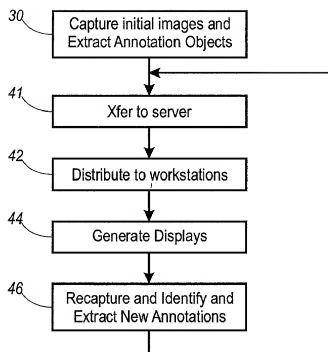 30
Capture initial images and
Extract Annotation Objects
41
Xfer to server
42
Distribute to workstations
44
Generate Displays
46
Recapture and Identify and
Extract New Annotations